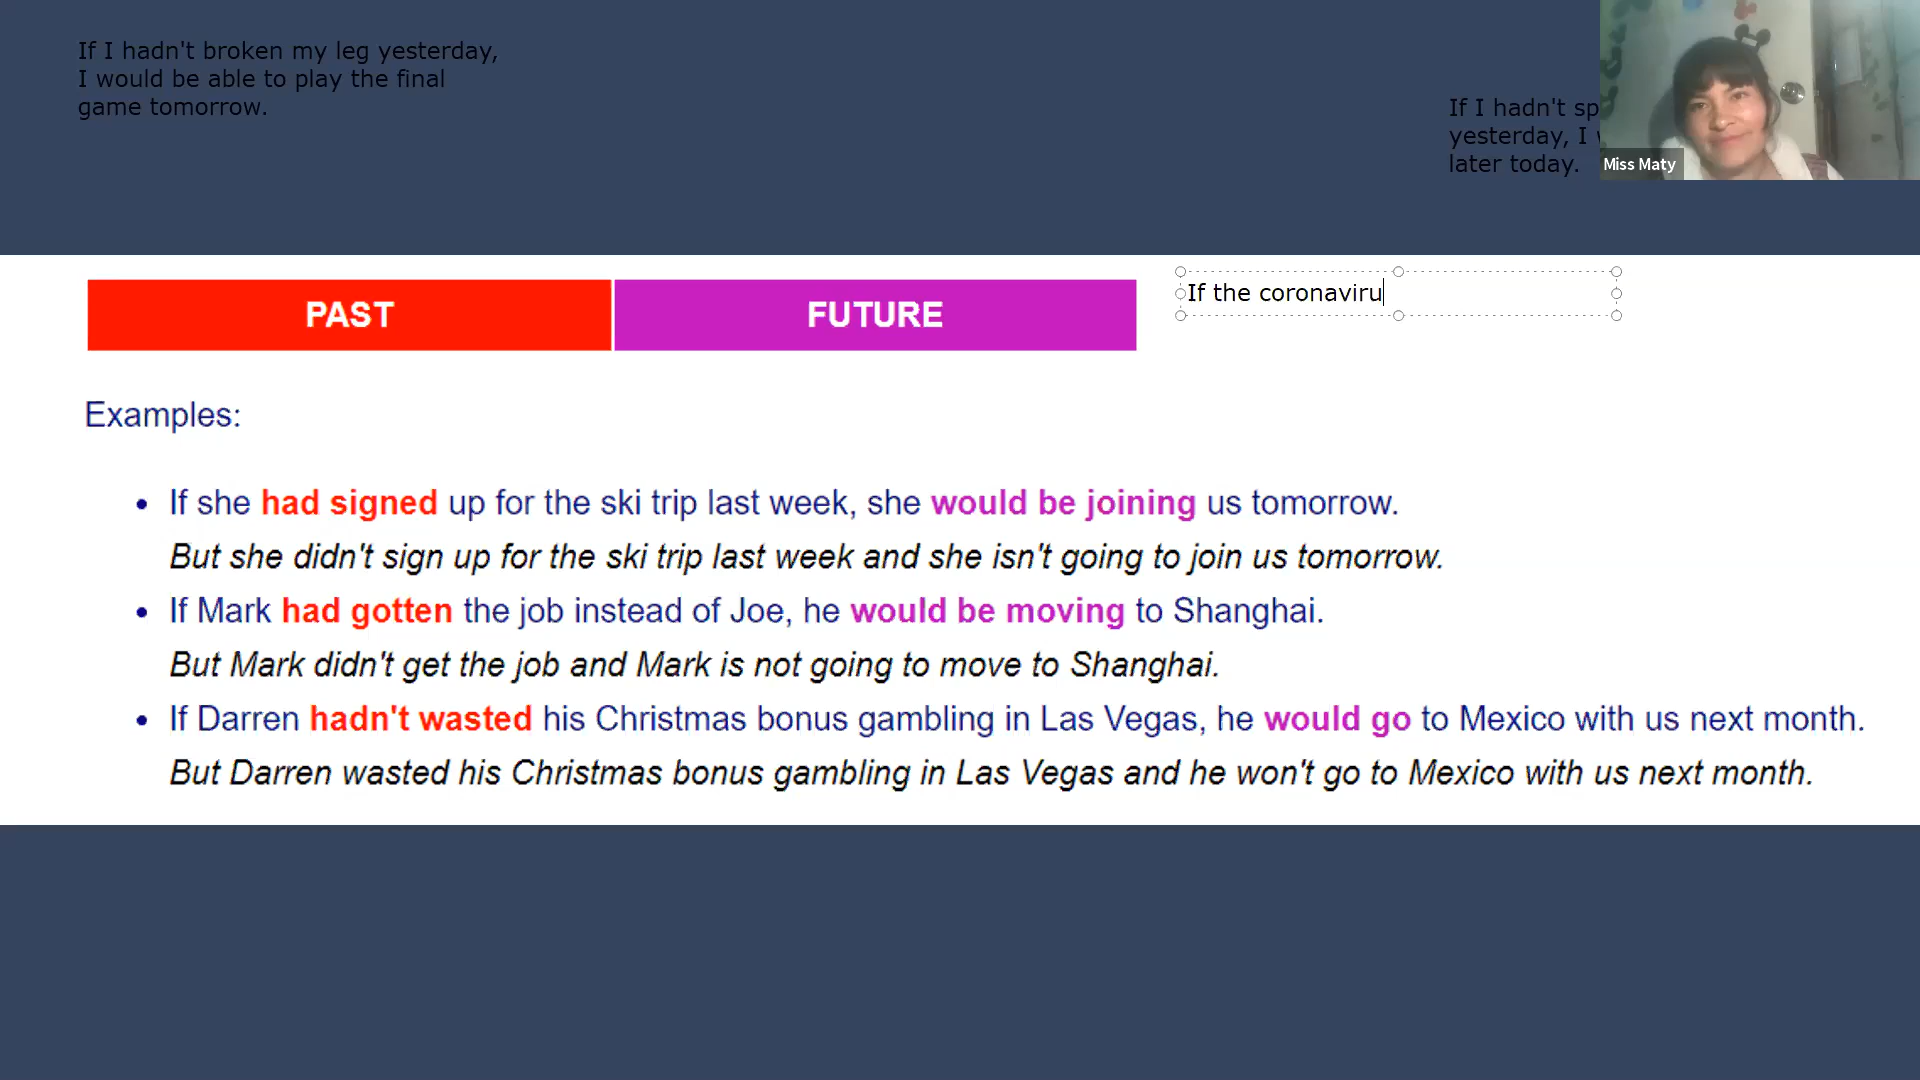 If I hadn't broken my leg yesterday,
I would be able to play the final
game tomorrow.
If I hadn't
yesterday, I
later today.
Miss Maty
If the coronaviru
PAST
FUTURE
Examples:
• If she had signed up for the ski trip last week, she would be joining us tomorrow.
But she didn't sign up for the ski trip last week and she isn't going to join us tomorrow.
• If Mark had gotten the job instead of Joe, he would be moving to Shanghai.
But Mark didn't get the job and Mark is not going to move to Shanghai.
• If Darren hadn't wasted his Christmas bonus gambling in Las Vegas, he would go to Mexico with us next month.
But Darren wasted his Christmas bonus gambling in Las Vegas and he won't go to Mexico with us next month.